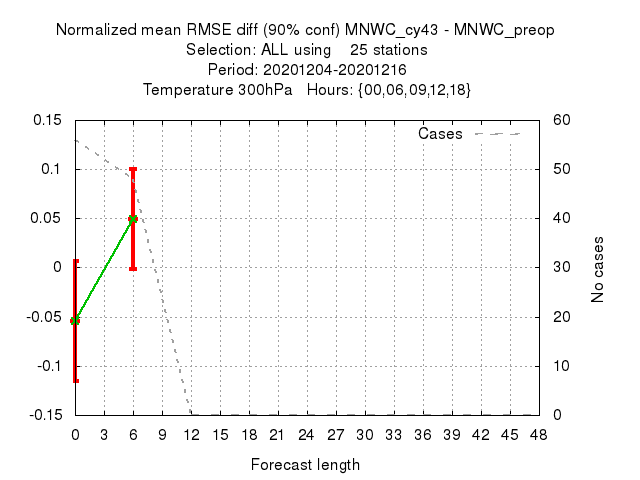 Normalized mean RMSE diff (90% conf) MNWC_cy43 - MNWC_preop
Selection: ALL using    25 stations
Period: 20201204-20201216
Temperature 300hPa   Hours: {00,06,09,12,18}
Cases
0.15
0.1
0.05
0
-0.05
-0.1
-0.15
60
50
40
30
20
10
0
No cases
0 3 6 9 12 15 18 21 24 27 30 33 36 39 42 45 48
Forecast length